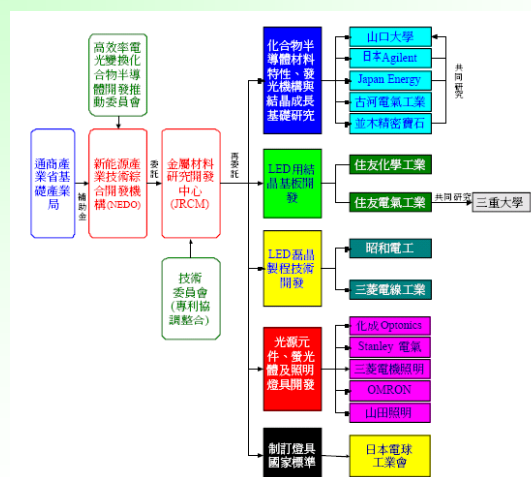 高效率電
光變換化
合物半導
體開發推
動委員會
通商產
業省基
礎產業
局
補助金
新能源產
業技術綜
合開發機
構(NEDO)
委託
金屬材料
研究開發
中心
(JRCM)
再委託
技術
委員會
(專利協
調整合)
化合物半
導體材料
特性、發
光機構與
結晶成長
基礎研究
山口大學
日本Agilent
Japan Energy
古河電氣工業
並木精密寶石
共同研究
LED用結
晶基板開
發
住友化學工業
住友電氣工業
共同研究
三重大學
LED磊晶
製程技術
開發
昭和電工
三菱電線工業
光源元
件、螢光
體及照明
燈具開發
化成Optonics
Stanley 電氣
三菱電機照明
OMRON
山田照明
制訂燈具
國家標準
日本電球
工業會